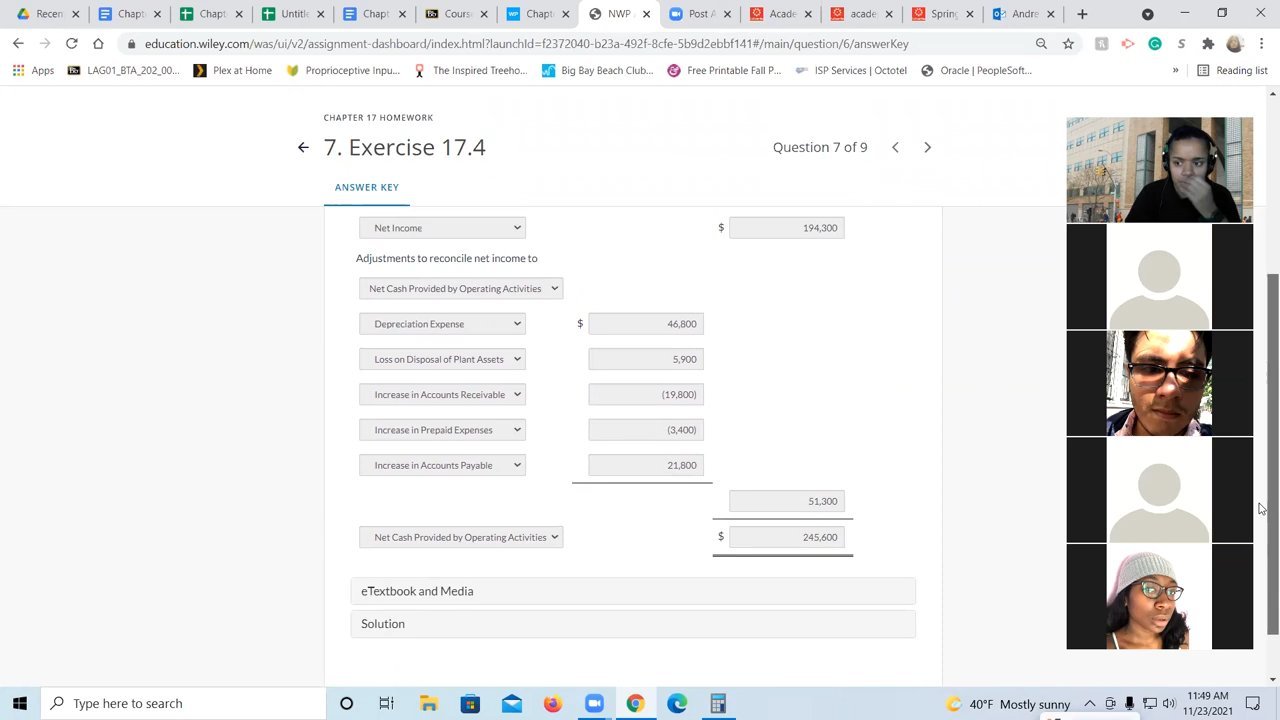 Recen
Chapt
Chapt
Untitle
Chapt
Course
Chapte
NWP
Post A
Acade
acade
Spring
Andre
education.wiley.com/was/ui/v2/assignment-dashboard/index.html?launchId=f2372040-b23a-492f-8cfe-5b9d2ebbf141#/main/question/6/answerKey
Apps
LAG01_BTA_202_00...
Plex at Home
Proprioceptive Inpu...
The Inspired Treeho...
Big Bay Beach Club...
Free Printable Fall P...
ISP Services | Octotel
Oracle | PeopleSoft...
»
Reading list
CHAPTER 17 HOMEWORK
7. Exercise 17.4
Question 7 of 9
ANSWER KEY
Net Income $ 194,300
Adjustments to reconcile net income to
Net Cash Provided by Operating Activities
Depreciation Expense $ 46,800
Loss on Disposal of Plant Assets 5,900
Increase in Accounts Receivable (19,800)
Increase in Prepaid Expenses (3,400)
Increase in Accounts Payable 21,800
51,300
Net Cash Provided by Operating Activities $ 245,600
eTextbook and Media
Solution
Type here to search
40°F Mostly sunny
11:49 AM
11/23/2021